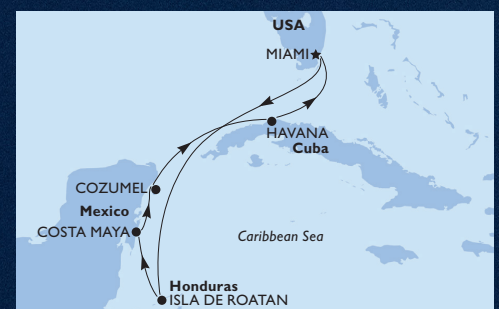 USA
MIAMI
HAVANA
Cuba
COZUMEL
Mexico
COSTA MAYA
Caribbean Sea
Honduras
ISLA DE ROATAN